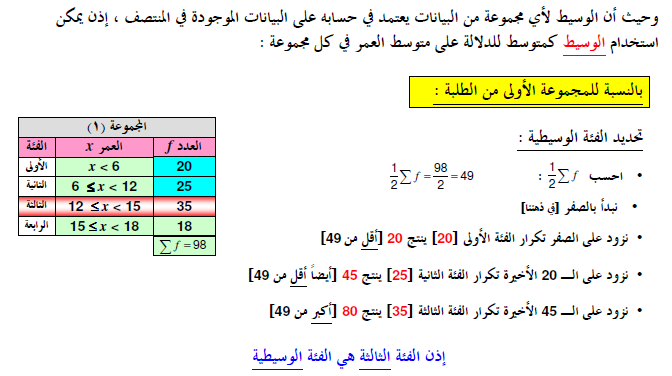 وحيث أن الوسيط لأي مجموعة من البيانات يعتمد في حسابه على البيانات الموجودة في المنتصف ، إذن يمكن
استخدام الوسيط كمتوسط للدلالة على متوسط العمر في كل مجموعة :
بالنسبة للمجموعة الأولى من الطلبة :
تحديد الفئة الوسيطية :
• احسب ½∑f : ½∑f = 98/2 = 49
• نبدأ بالصفر [في ذهننا]
• نزود على الصفر تكرار الفئة الأولى [20] ينتج 20 [أقل من 49]
• نزود على الـــ 20 الأخيرة تكرار الفئة الثانية [25] ينتج 45 [أيضاً أقل من 49]
• نزود على الـــ 45 الأخيرة تكرار الفئة الثالثة [35] ينتج 80 [أكبر من 49]
إذن الفئة الثالثة هي الفئة الوسيطية
المجموعة (١)
الفئة العمر x العدد f
الأولى x < 6 20
الثانية 6 ≤ x < 12 25
الثالثة 12 ≤ x < 15 35
الرابعة 15 ≤ x < 18 18
∑f = 98